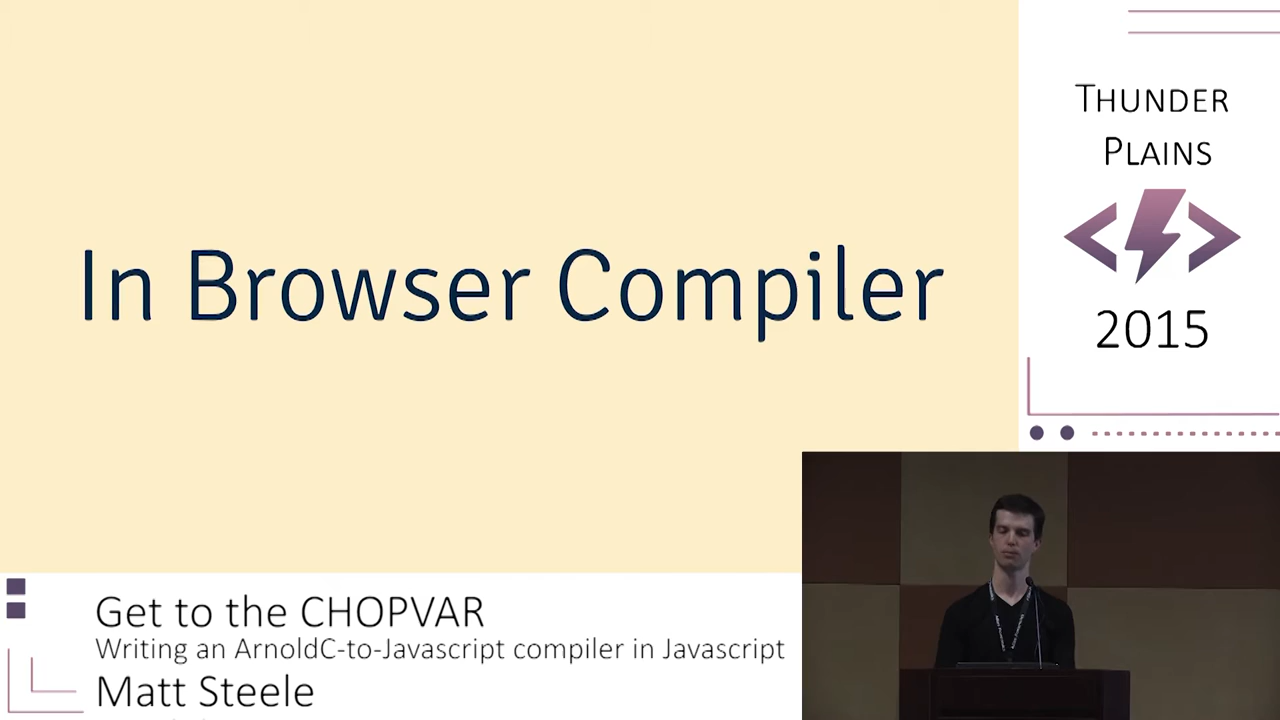 In Browser Compiler
THUNDER
PLAINS
2015
Get to the CHOPVAR
Writing an ArnoldC-to-Javascript compiler in Javascript
Matt Steele